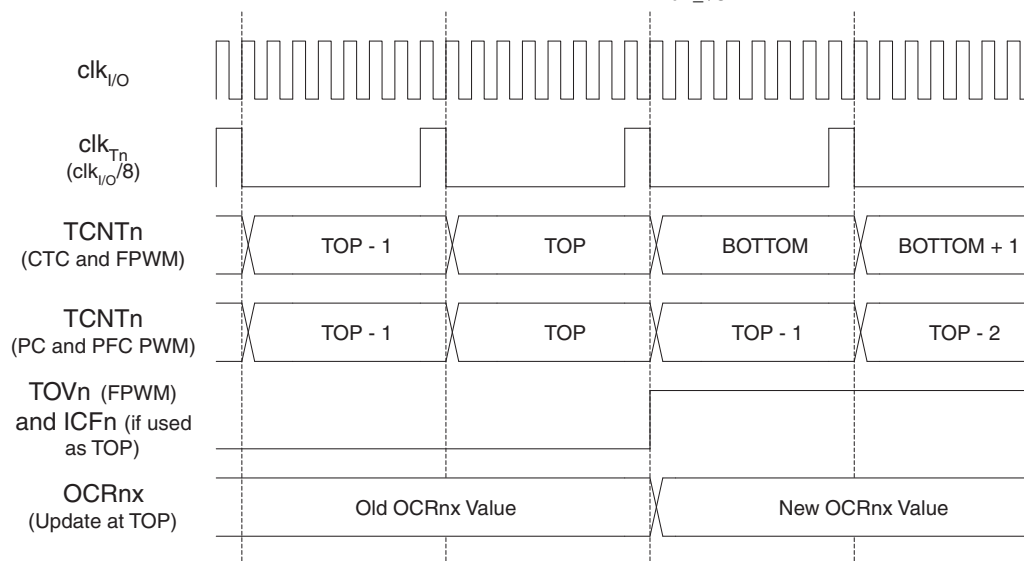 clkI/O
clkTn
(clkI/O/8)
TCNTn
(CTC and FPWM)
TOP - 1
TOP
BOTTOM
BOTTOM + 1
TCNTn
(PC and PFC PWM)
TOP - 1
TOP
TOP - 1
TOP - 2
TOVn (FPWM)
and ICFn (if used
as TOP)
OCRnx
(Update at TOP)
Old OCRnx Value
New OCRnx Value